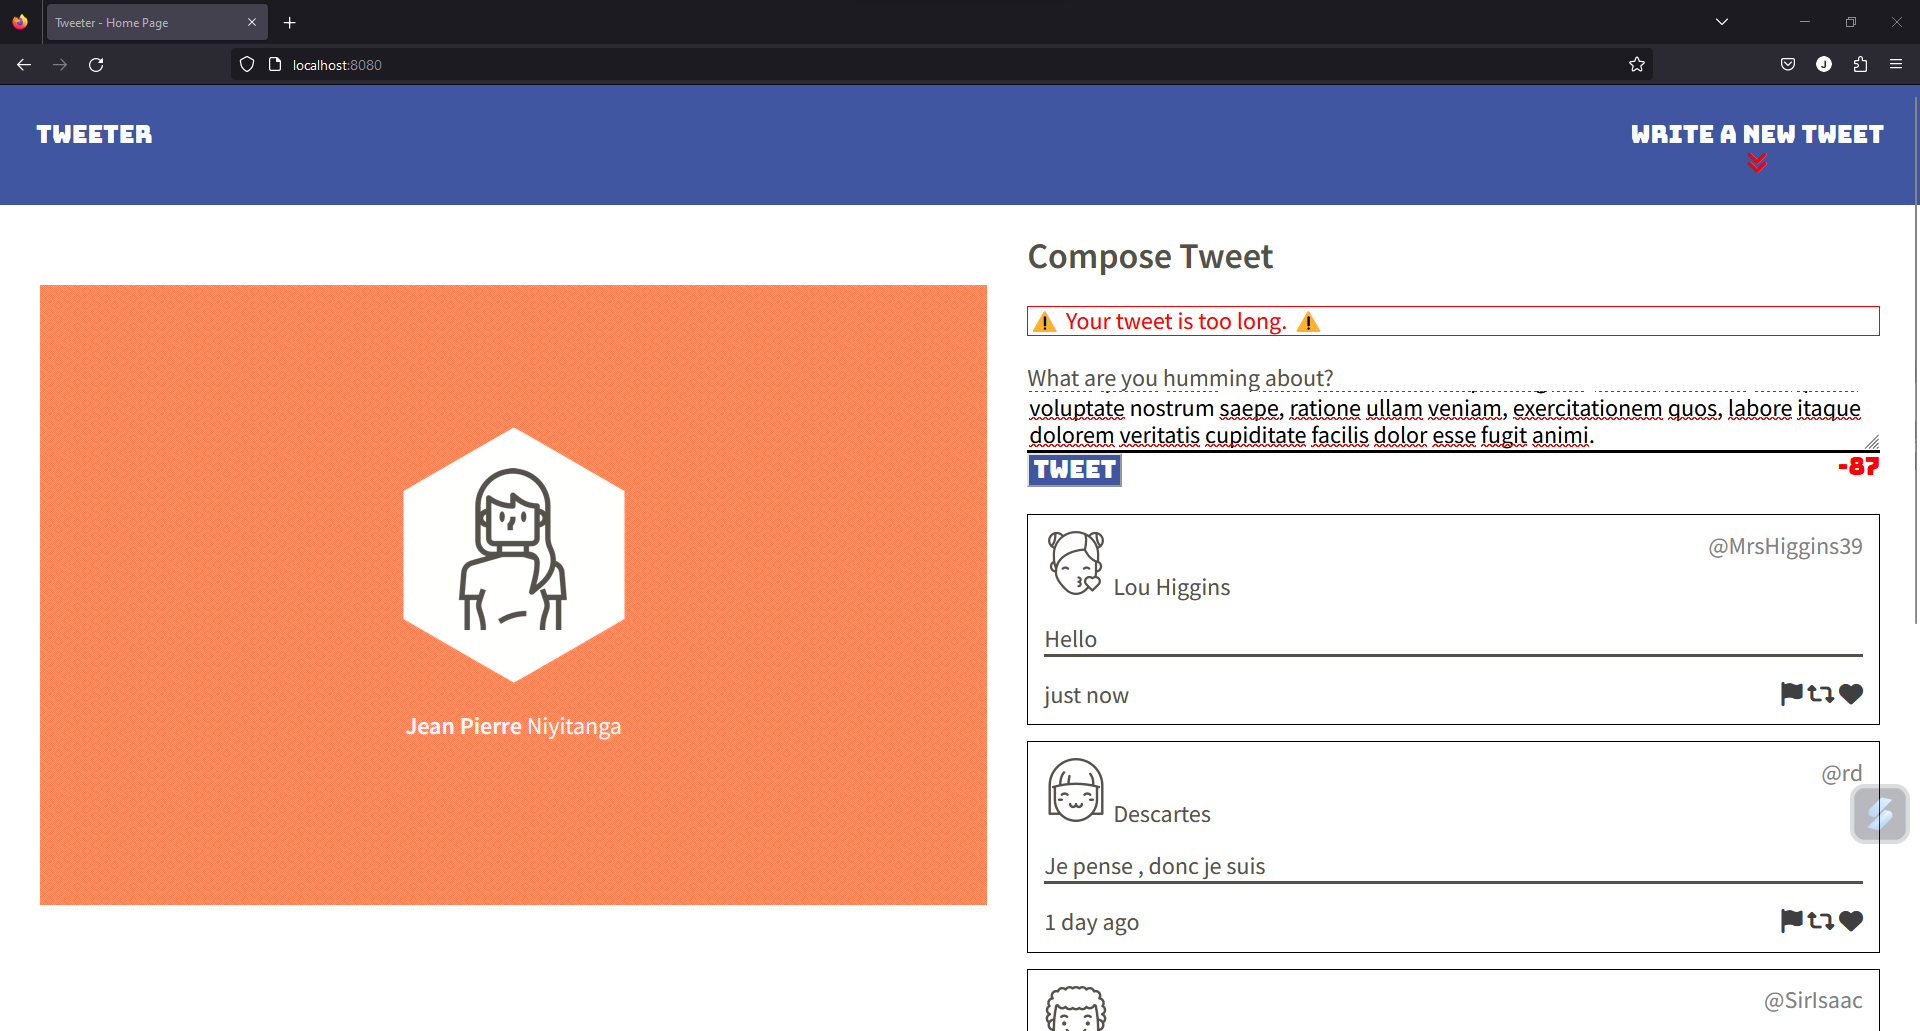 Tweeter - Home Page
localhost:8080
J
TWEETER
WRITE A NEW TWEET
Jean Pierre Niyitanga
Compose Tweet
⚠️ Your tweet is too long. ⚠️
What are you humming about?
voluptate nostrum saepe, ratione ullam veniam, exercitationem quos, labore itaque
dolorem veritatis cupiditate facilis dolor esse fugit animi.
TWEET
-87
@MrsHiggins39
Lou Higgins
Hello
just now
@rd
Descartes
Je pense , donc je suis
1 day ago
@SirIsaac